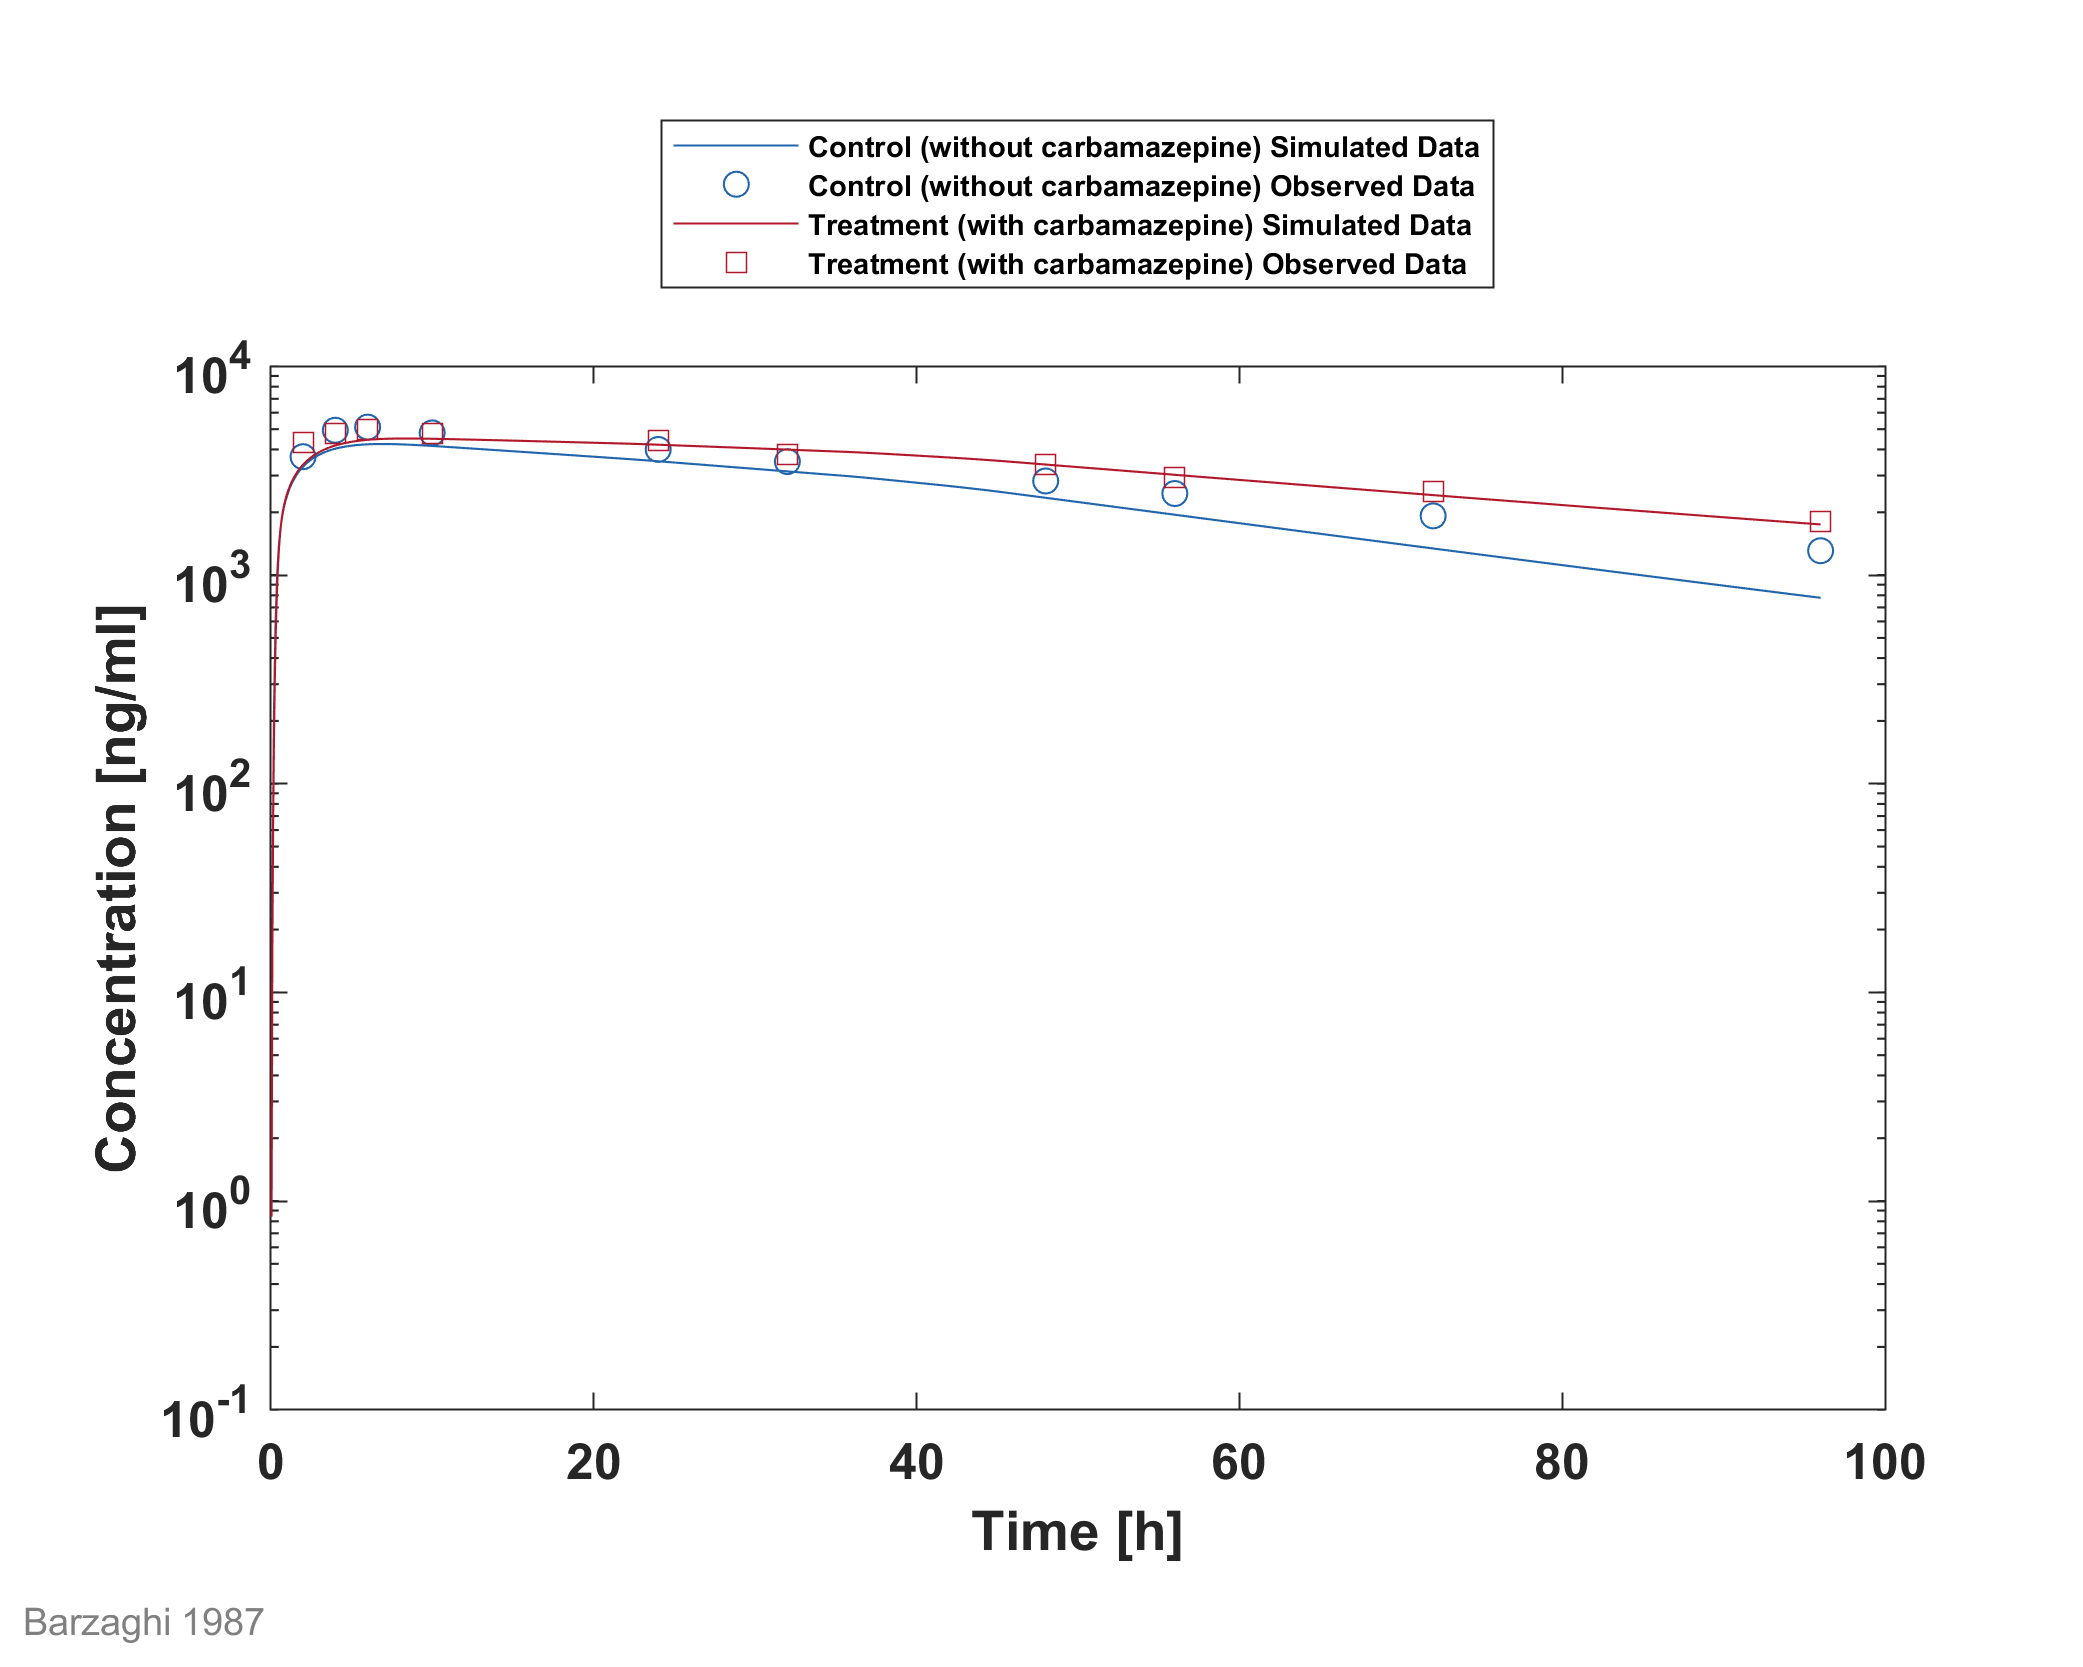 Control (without carbamazepine) Simulated Data
Control (without carbamazepine) Observed Data
Treatment (with carbamazepine) Simulated Data
Treatment (with carbamazepine) Observed Data
10^4
10^3
10^2
10^1
10^0
10^-1
Concentration [ng/ml]
0 20 40 60 80 100
Time [h]
Barzaghi 1987